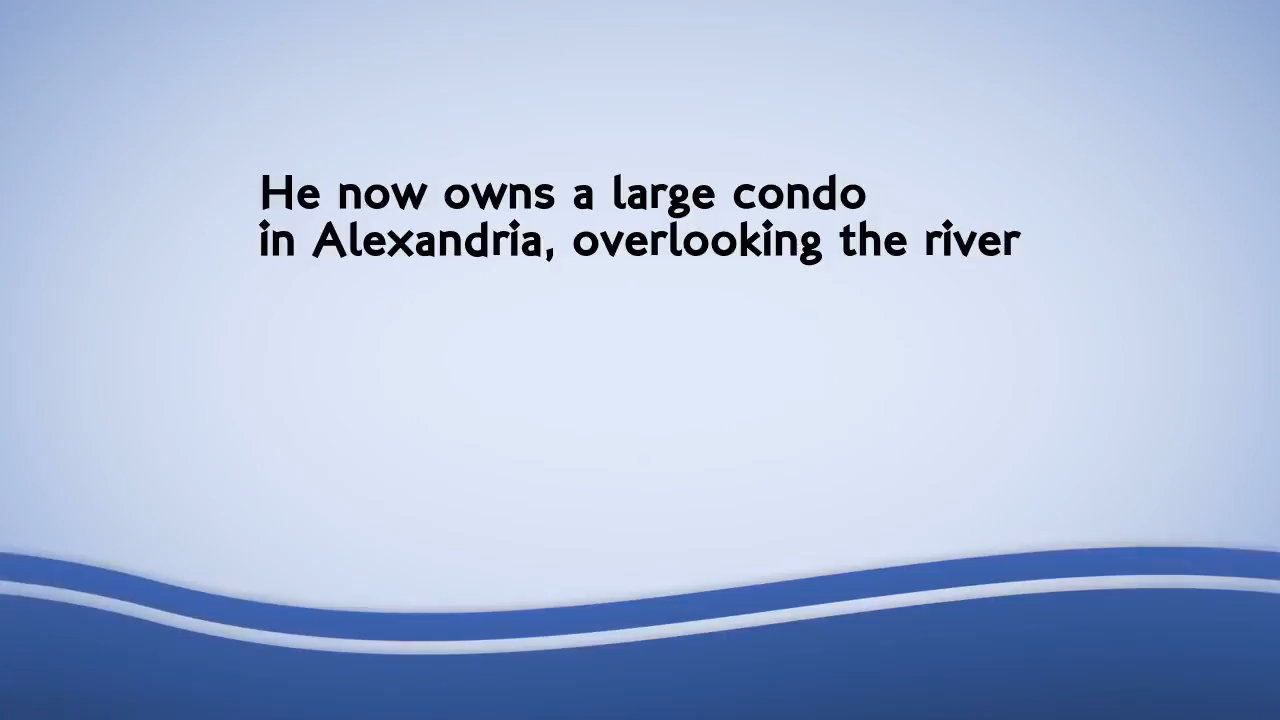 He now owns a large condo
in Alexandria, overlooking the river